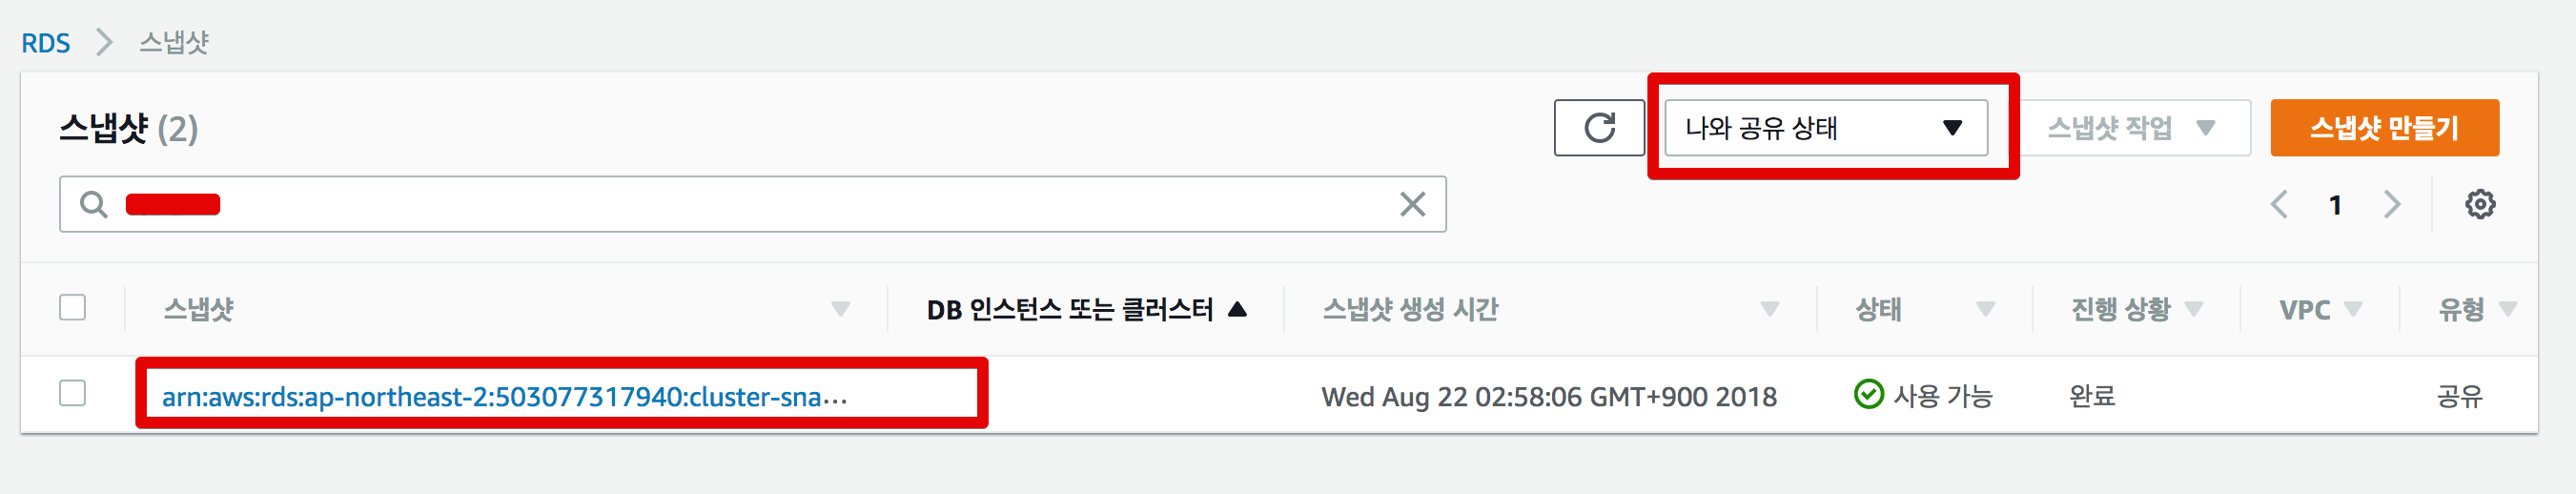 RDS 스냅샷
스냅샷 (2) 나와 공유 상태 스냅샷 작업 스냅샷 만들기
1
스냅샷 DB 인스턴스 또는 클러스터 스냅샷 생성 시간 상태 진행 상황 VPC 유형
arn:aws:rds:ap-northeast-2:503077317940:cluster-sna... Wed Aug 22 02:58:06 GMT+900 2018 사용 가능 완료 공유